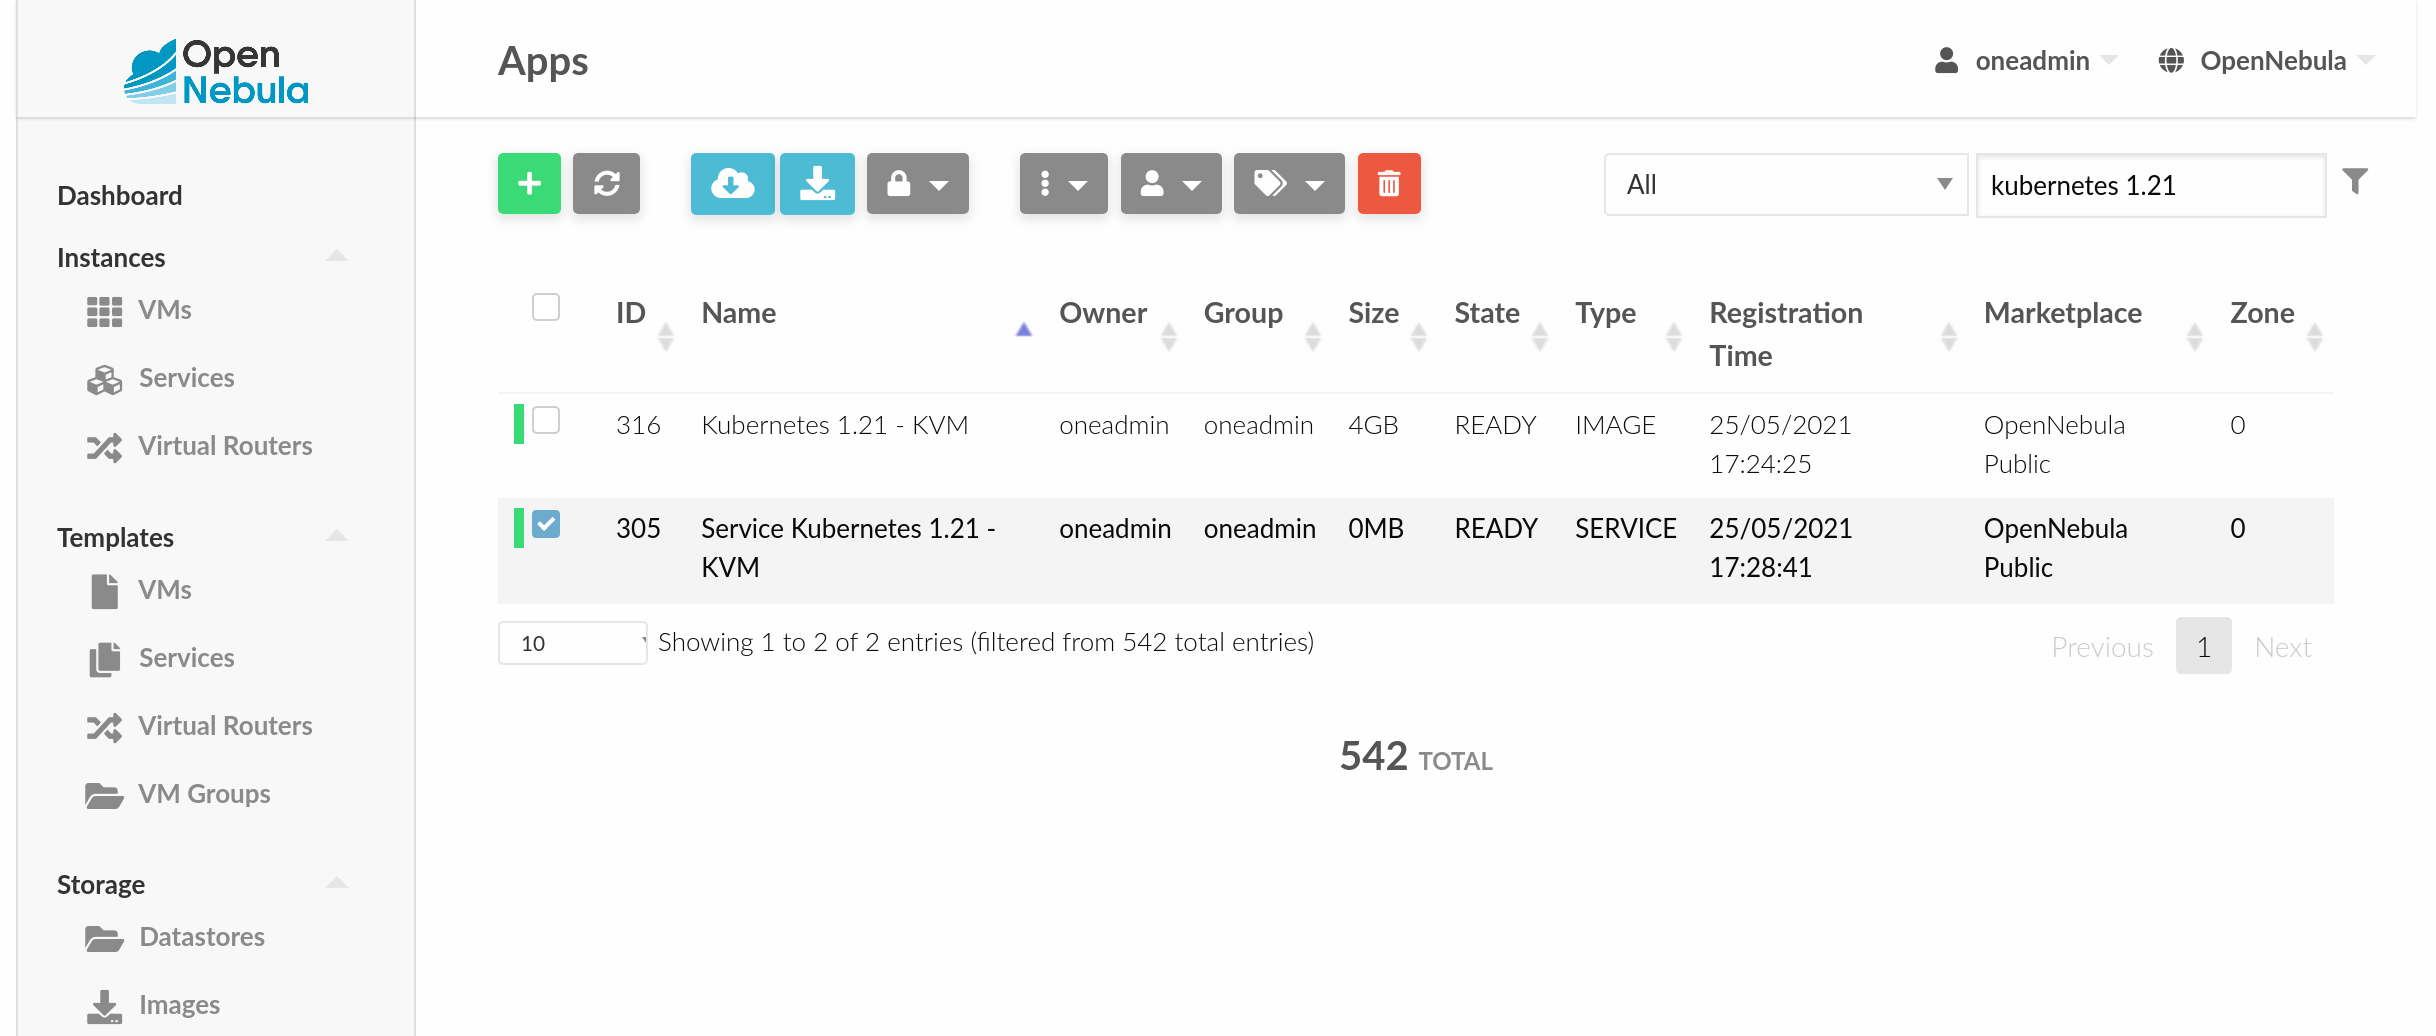 Open
Nebula
Apps
oneadmin
OpenNebula
Dashboard
Instances
VMs
Services
Virtual Routers
Templates
VMs
Services
Virtual Routers
VM Groups
Storage
Datastores
Images
All
kubernetes 1.21
ID Name Owner Group Size State Type Registration Marketplace Zone
Time
316 Kubernetes 1.21 - KVM oneadmin oneadmin 4GB READY IMAGE 25/05/2021 OpenNebula 0
17:24:25 Public
305 Service Kubernetes 1.21 - oneadmin oneadmin 0MB READY SERVICE 25/05/2021 OpenNebula 0
KVM 17:28:41 Public
10 Showing 1 to 2 of 2 entries (filtered from 542 total entries) Previous 1 Next
542 TOTAL